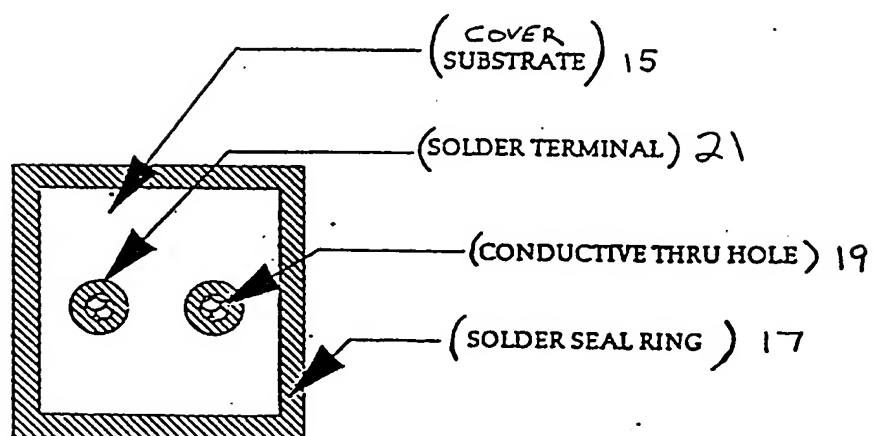 (COVER
SUBSTRATE) 15
(SOLDER TERMINAL) 21
(CONDUCTIVE THRU HOLE) 19
(SOLDER SEAL RING ) 17